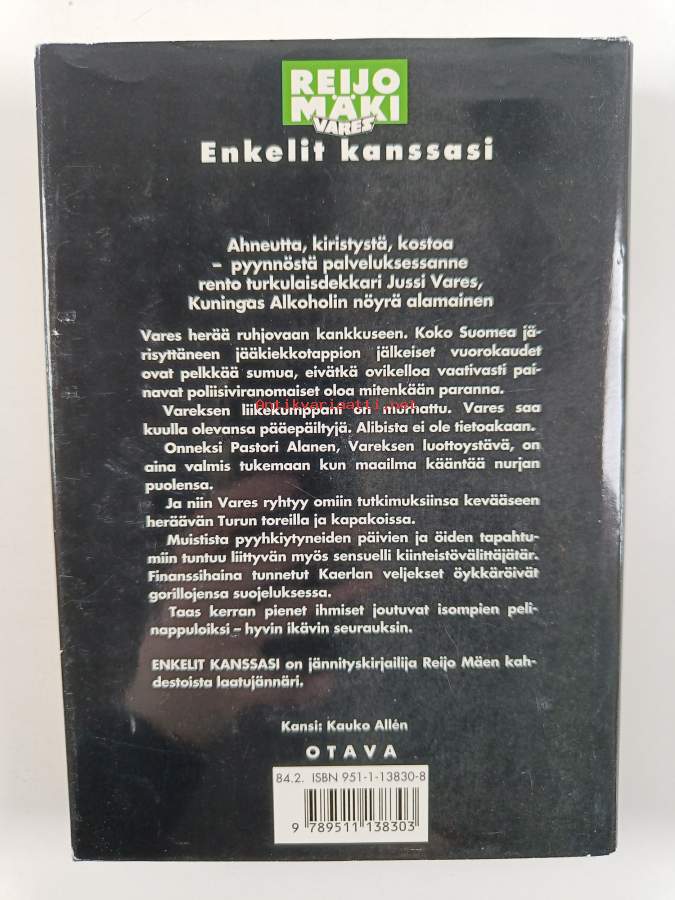 REIJO
MÄKI
VARES
Enkelit kanssasi
Ahneutta, kiristystä, kostoa
– pyynnöstä palveluksessanne
rento turkulaisdekkari Jussi Vares,
Kuningas Alkoholin nöyrä alamainen
Vares herää ruhjovaan kankkuseen. Koko Suomea jä-
risyttäneen jääkiekkotappion jälkeiset vuorokaudet
ovat pelkkää sumua, eivätkä ovikelloa vaativasti pai-
navat poliisiviranomaiset oloa mitenkään paranna.
Antikvariaatti.net
Vareksen liikekumppani on murhattu. Vares saa
kuulla olevansa pääepäiltyjä. Alibista ei ole tietoakaan.
Onneksi Pastori Alanen, Vareksen luottoystävä, on
aina valmis tukemaan kun maailma kääntää nurjan
puolensa.
Ja niin Vares ryhtyy omiin tutkimuksiinsa kevääseen
heräävän Turun toreilla ja kapakoissa.
Muistista pyyhkiytyneiden päivien ja öiden tapahtu-
miin tuntuu liittyvän myös sensuelli kiinteistövälittäjätär.
Finanssihaina tunnetut Kaerlan veljekset öykkäröivät
gorillojensa suojeluksessa.
Taas kerran pienet ihmiset joutuvat isompien peli-
nappuloiksi – hyvin ikävin seurauksin.
ENKELIT KANSSASI on jännityskirjailija Reijo Mäen kah-
destoista laatujännäri.
Kansi: Kauko Allén
OTAVA
84.2. ISBN 951-1-13830-8
9 789511 138303